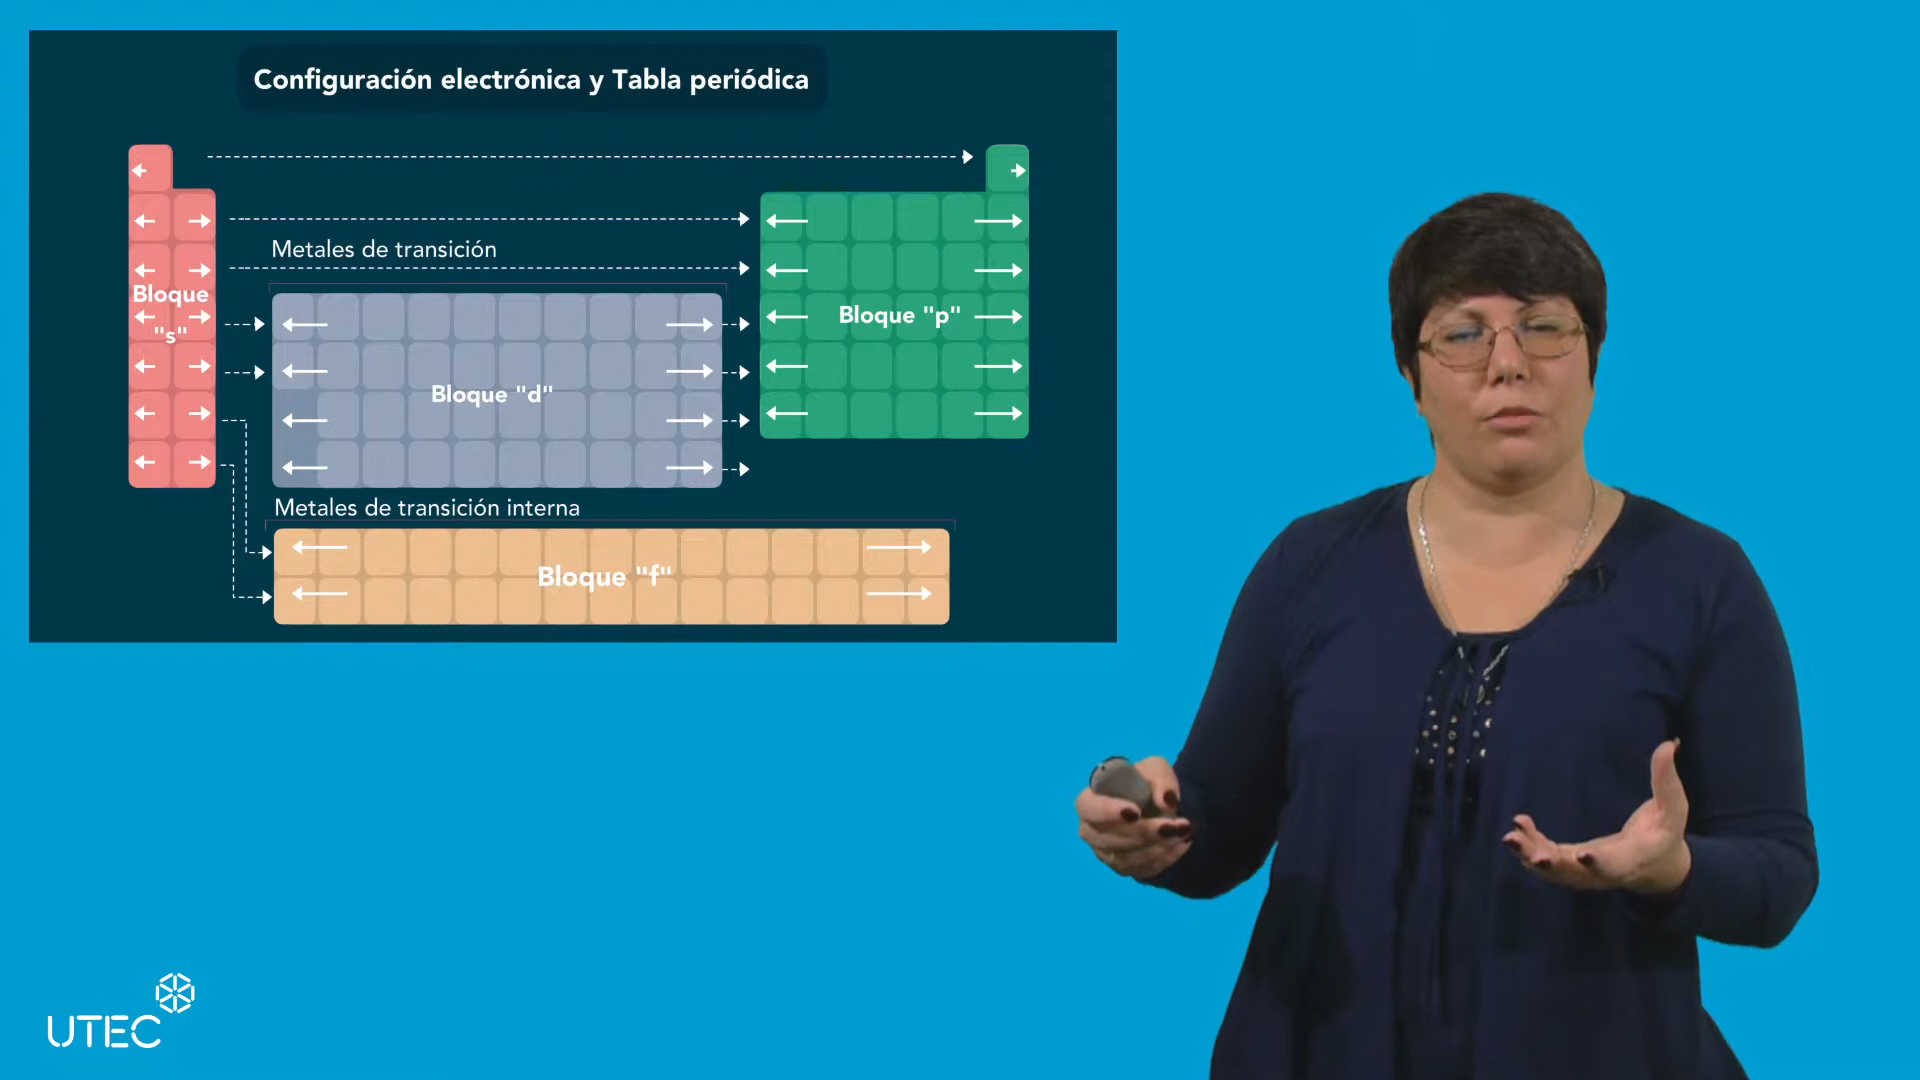 Configuración electrónica y Tabla periódica
Metales de transición
Bloque
"s"
Bloque "p"
Bloque "d"
Metales de transición interna
Bloque "f"
UTEC